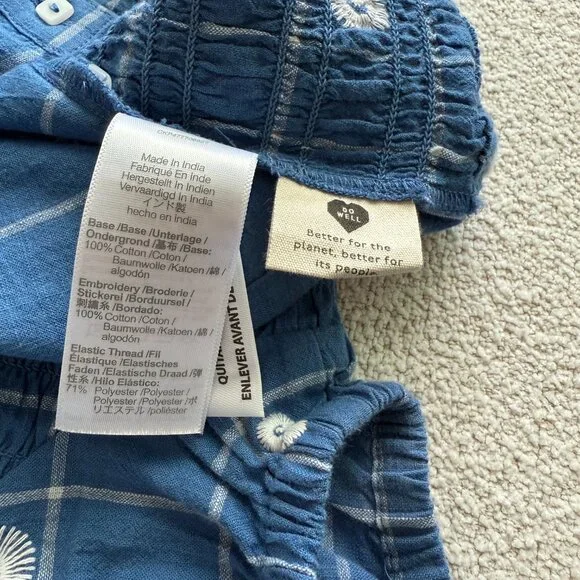 Made In India
Fabriqué En India
Hergestellt In Indien
Vervaardigd In India
インド製
hecho en India
Base /Base /Unterlage /
Ondergrond /基布 /Base:
100% Cotton /Coton /
Baumwolle /Katoen /綿 /
algodón
Embroidery /Broderie /
Stickerei /Borduursel /
刺繍糸 /Bordado:
100% Cotton /Coton /
Baumwolle /Katoen /綿 /
algodón
Elastic Thread /Fil
Élastique /Elastisches
Faden /Elastische Draad /弾
性糸 /Hilo Elástico:
71% Polyester /Polyester /
Polyester /Polyester /ポ
リエステル /poliéster
DO
WELL
Better for the
planet, better for
its people
ENLEVER AVANT DE